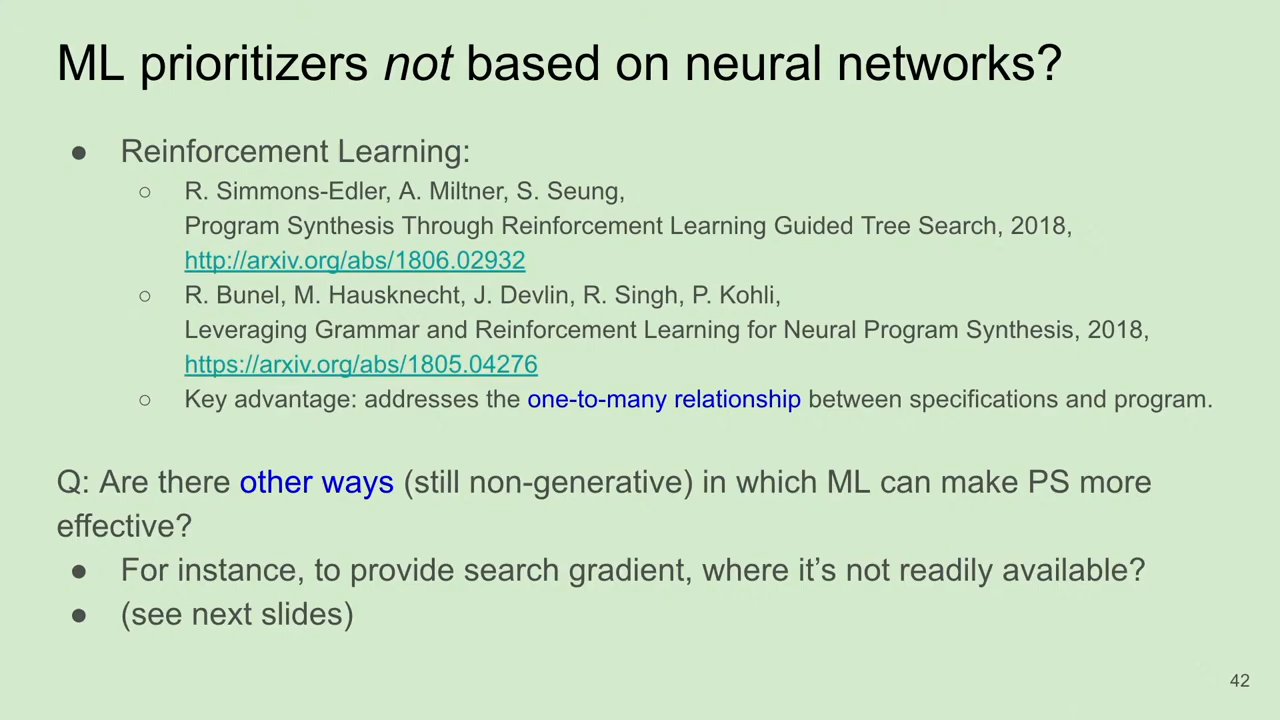 ML prioritizers not based on neural networks?
● Reinforcement Learning:
○ R. Simmons-Edler, A. Miltner, S. Seung,
Program Synthesis Through Reinforcement Learning Guided Tree Search, 2018,
http://arxiv.org/abs/1806.02932
○ R. Bunel, M. Hausknecht, J. Devlin, R. Singh, P. Kohli,
Leveraging Grammar and Reinforcement Learning for Neural Program Synthesis, 2018,
https://arxiv.org/abs/1805.04276
○ Key advantage: addresses the one-to-many relationship between specifications and program.
Q: Are there other ways (still non-generative) in which ML can make PS more
effective?
● For instance, to provide search gradient, where it’s not readily available?
● (see next slides)
42